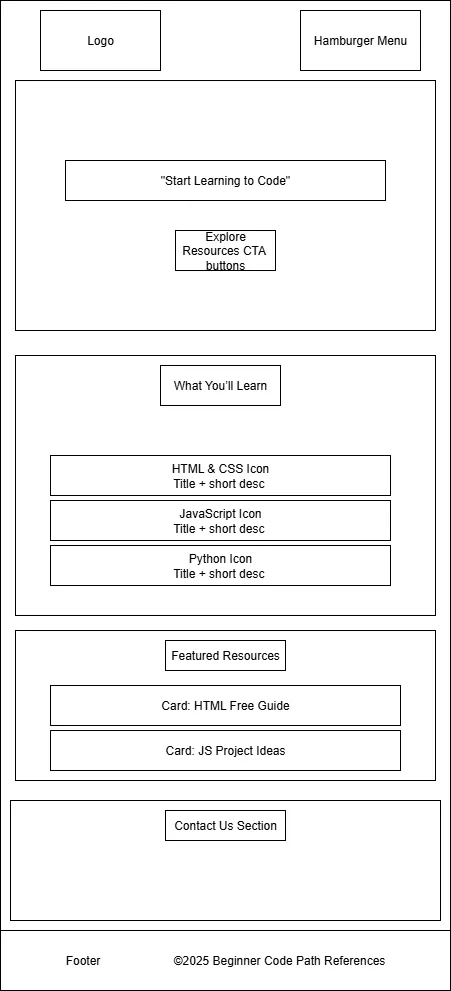 Logo
Hamburger Menu
"Start Learning to Code"
Explore
Resources CTA
buttons
What You'll Learn
HTML & CSS Icon
Title + short desc
JavaScript Icon
Title + short desc
Python Icon
Title + short desc
Featured Resources
Card: HTML Free Guide
Card: JS Project Ideas
Contact Us Section
Footer
©2025 Beginner Code Path References